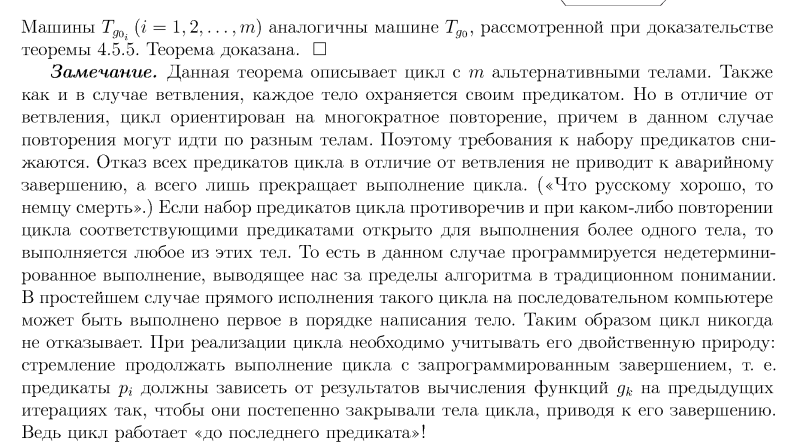 Машины T_{g_{0_i}} (i = 1, 2, . . . , m) аналогичны машине T_{g_0}, рассмотренной при доказательстве
теоремы 4.5.5. Теорема доказана. □
Замечание. Данная теорема описывает цикл с m альтернативными телами. Также
как и в случае ветвления, каждое тело охраняется своим предикатом. Но в отличие от
ветвления, цикл ориентирован на многократное повторение, причем в данном случае
повторения могут идти по разным телам. Поэтому требования к набору предикатов сни-
жаются. Отказ всех предикатов цикла в отличие от ветвления не приводит к аварийному
завершению, а всего лишь прекращает выполнение цикла. («Что русскому хорошо, то
немцу смерть».) Если набор предикатов цикла противоречив и при каком-либо повторении
цикла соответствующими предикатами открыто для выполнения более одного тела, то
выполняется любое из этих тел. То есть в данном случае программируется недетермини-
рованное выполнение, выводящее нас за пределы алгоритма в традиционном понимании.
В простейшем случае прямого исполнения такого цикла на последовательном компьютере
может быть выполнено первое в порядке написания тело. Таким образом цикл никогда
не отказывает. При реализации цикла необходимо учитывать его двойственную природу:
стремление продолжать выполнение цикла с запрограммированным завершением, т. е.
предикаты p_i должны зависеть от результатов вычисления функций g_k на предыдущих
итерациях так, чтобы они постепенно закрывали тела цикла, приводя к его завершению.
Ведь цикл работает «до последнего предиката»!